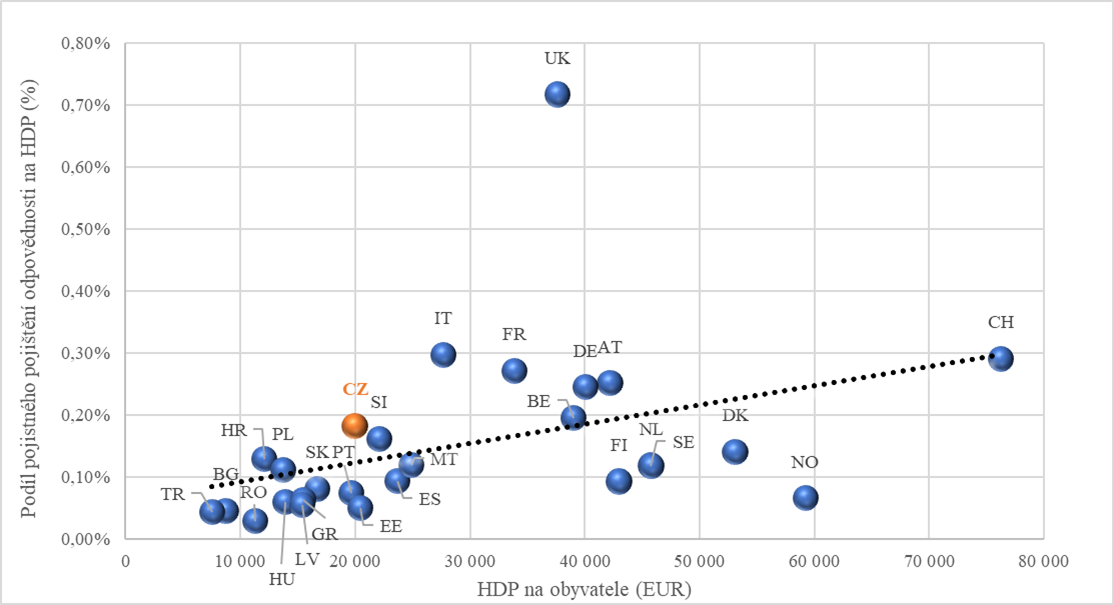 0,80%
0,70%
0,60%
0,50%
0,40%
0,30%
0,20%
0,10%
0,00%
Podíl pojistného pojištění odpovědnosti na HDP (%)
UK
IT
FR
DE
AT
CH
CZ
SI
BE
HR
PL
NL
SE
DK
SK
PT
MT
FI
NO
TR
BG
RO
ES
EE
GR
LV
HU
0
10 000
20 000
30 000
40 000
50 000
60 000
70 000
80 000
HDP na obyvatele (EUR)